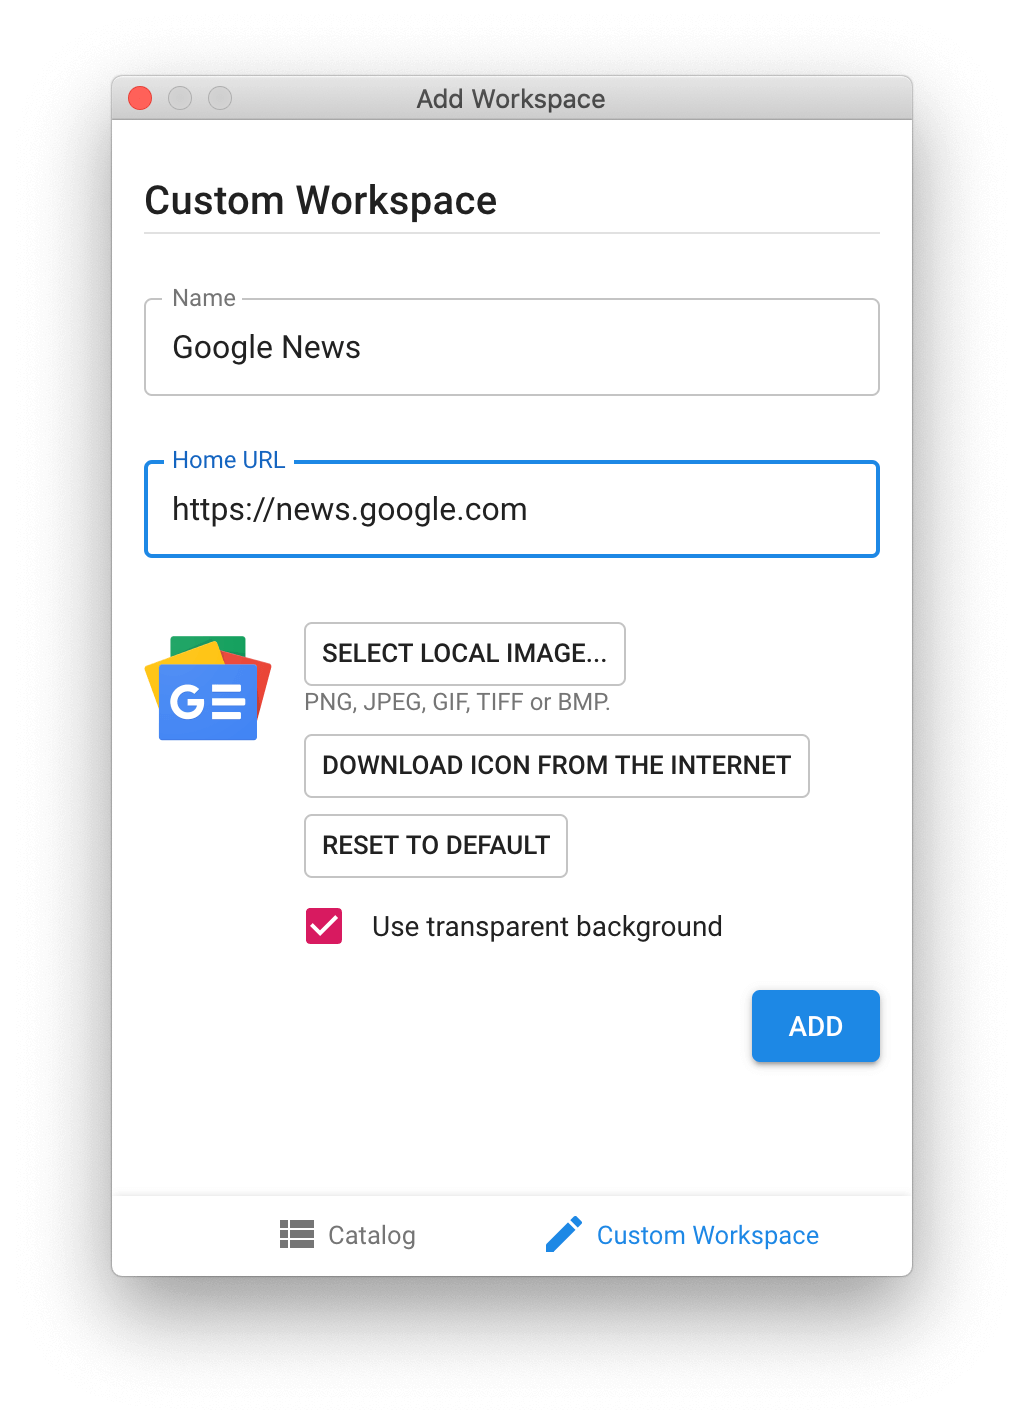 Add Workspace
Custom Workspace
Name
Google News
Home URL
https://news.google.com
G
SELECT LOCAL IMAGE...
PNG, JPEG, GIF, TIFF or BMP.
DOWNLOAD ICON FROM THE INTERNET
RESET TO DEFAULT
Use transparent background
ADD
Catalog
Custom Workspace